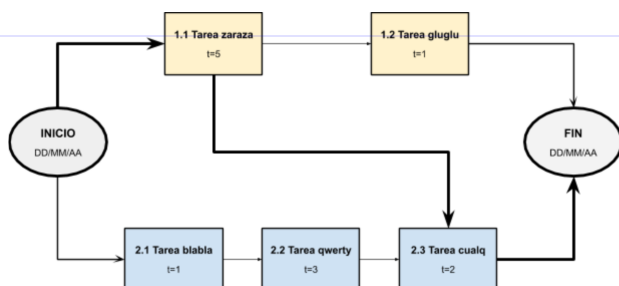 1.1 Tarea zaraza
t=5
1.2 Tarea gluglu
t=1
INICIO
DD/MM/AA
FIN
DD/MM/AA
2.1 Tarea blabla
t=1
2.2 Tarea qwerty
t=3
2.3 Tarea cualq
t=2